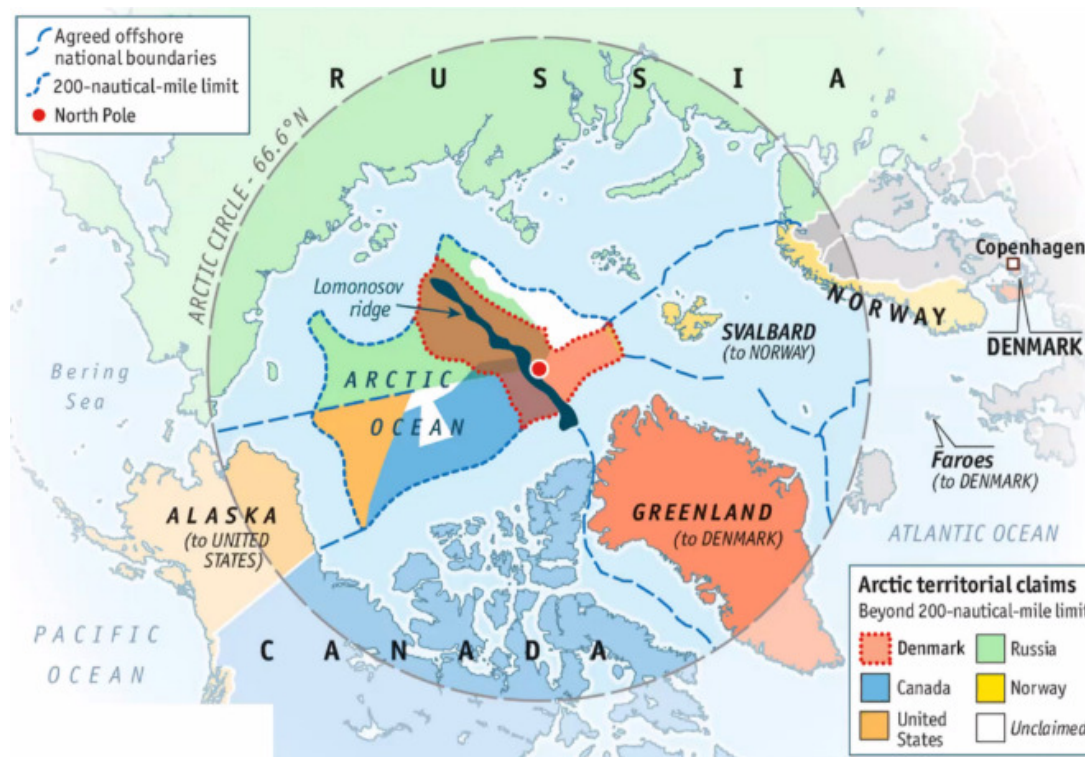 Agreed offshore
national boundaries
200-nautical-mile limit
North Pole
R U S S I A
ARCTIC CIRCLE - 66.6°N
Lomonosov
ridge
Copenhagen
NORWAY
SVALBARD
(to NORWAY)
DENMARK
Bering
Sea
ARCTIC
OCEAN
Faroes
(to DENMARK)
ALASKA
(to UNITED
STATES)
GREENLAND
(to DENMARK)
ATLANTIC OCEAN
PACIFIC
OCEAN
C A N A D A
Arctic territorial claims
Beyond 200-nautical-mile limit
Denmark
Russia
Canada
Norway
United
States
Unclaimed